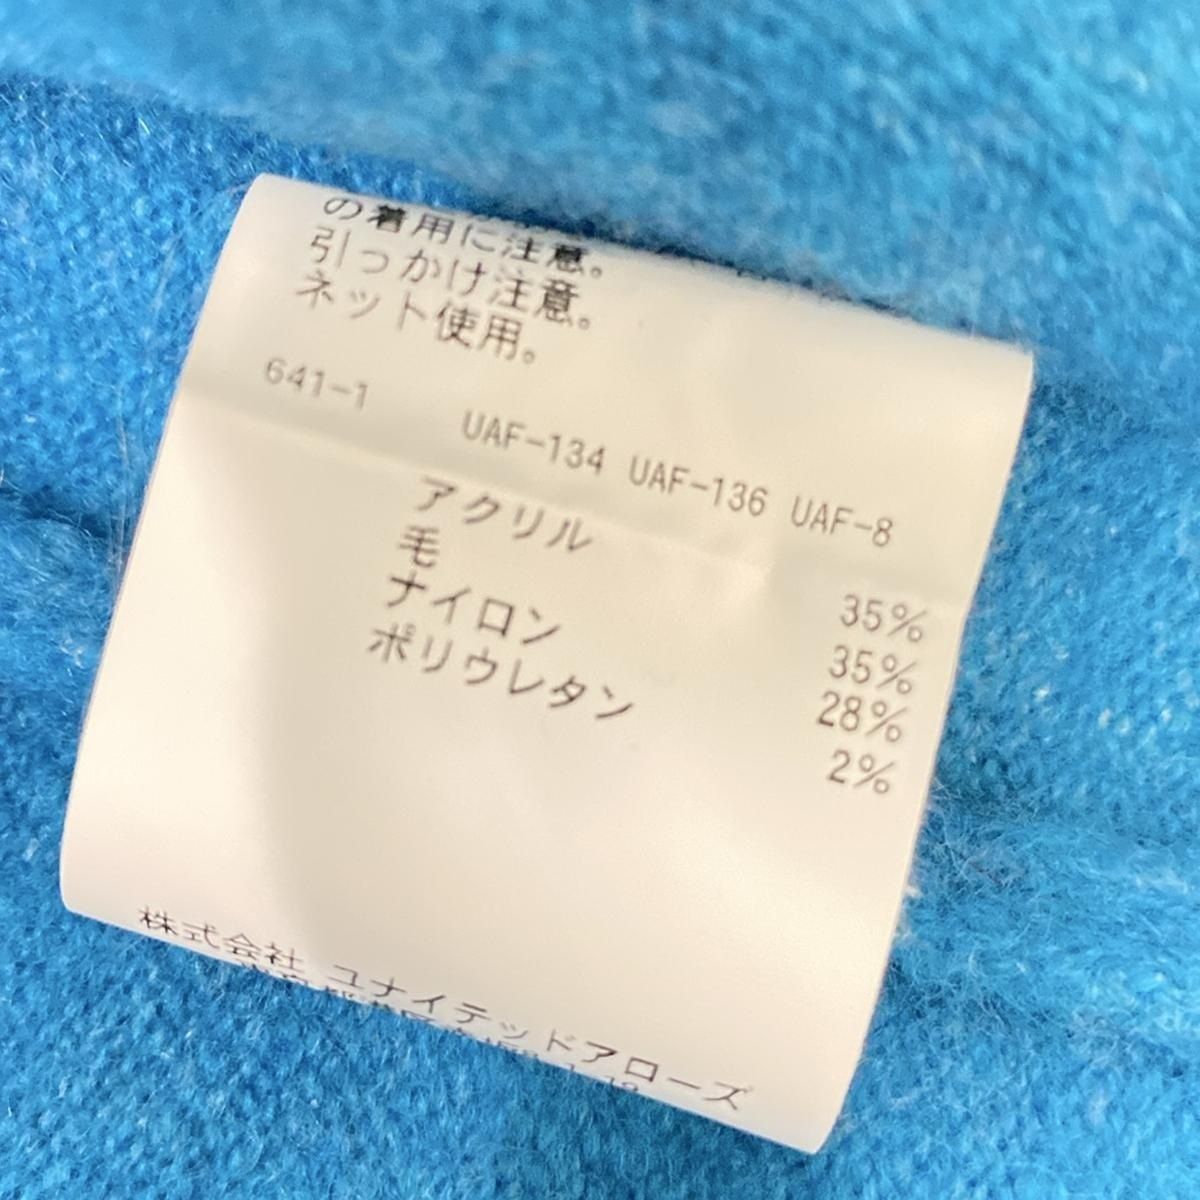 の着用に注意。
引っかけ注意。
ネット使用。
641-1 UAF-134 UAF-136 UAF-8
アクリル 35%
毛 35%
ナイロン 28%
ポリウレタン 2%
株式会社 ユナイテッドアローズ